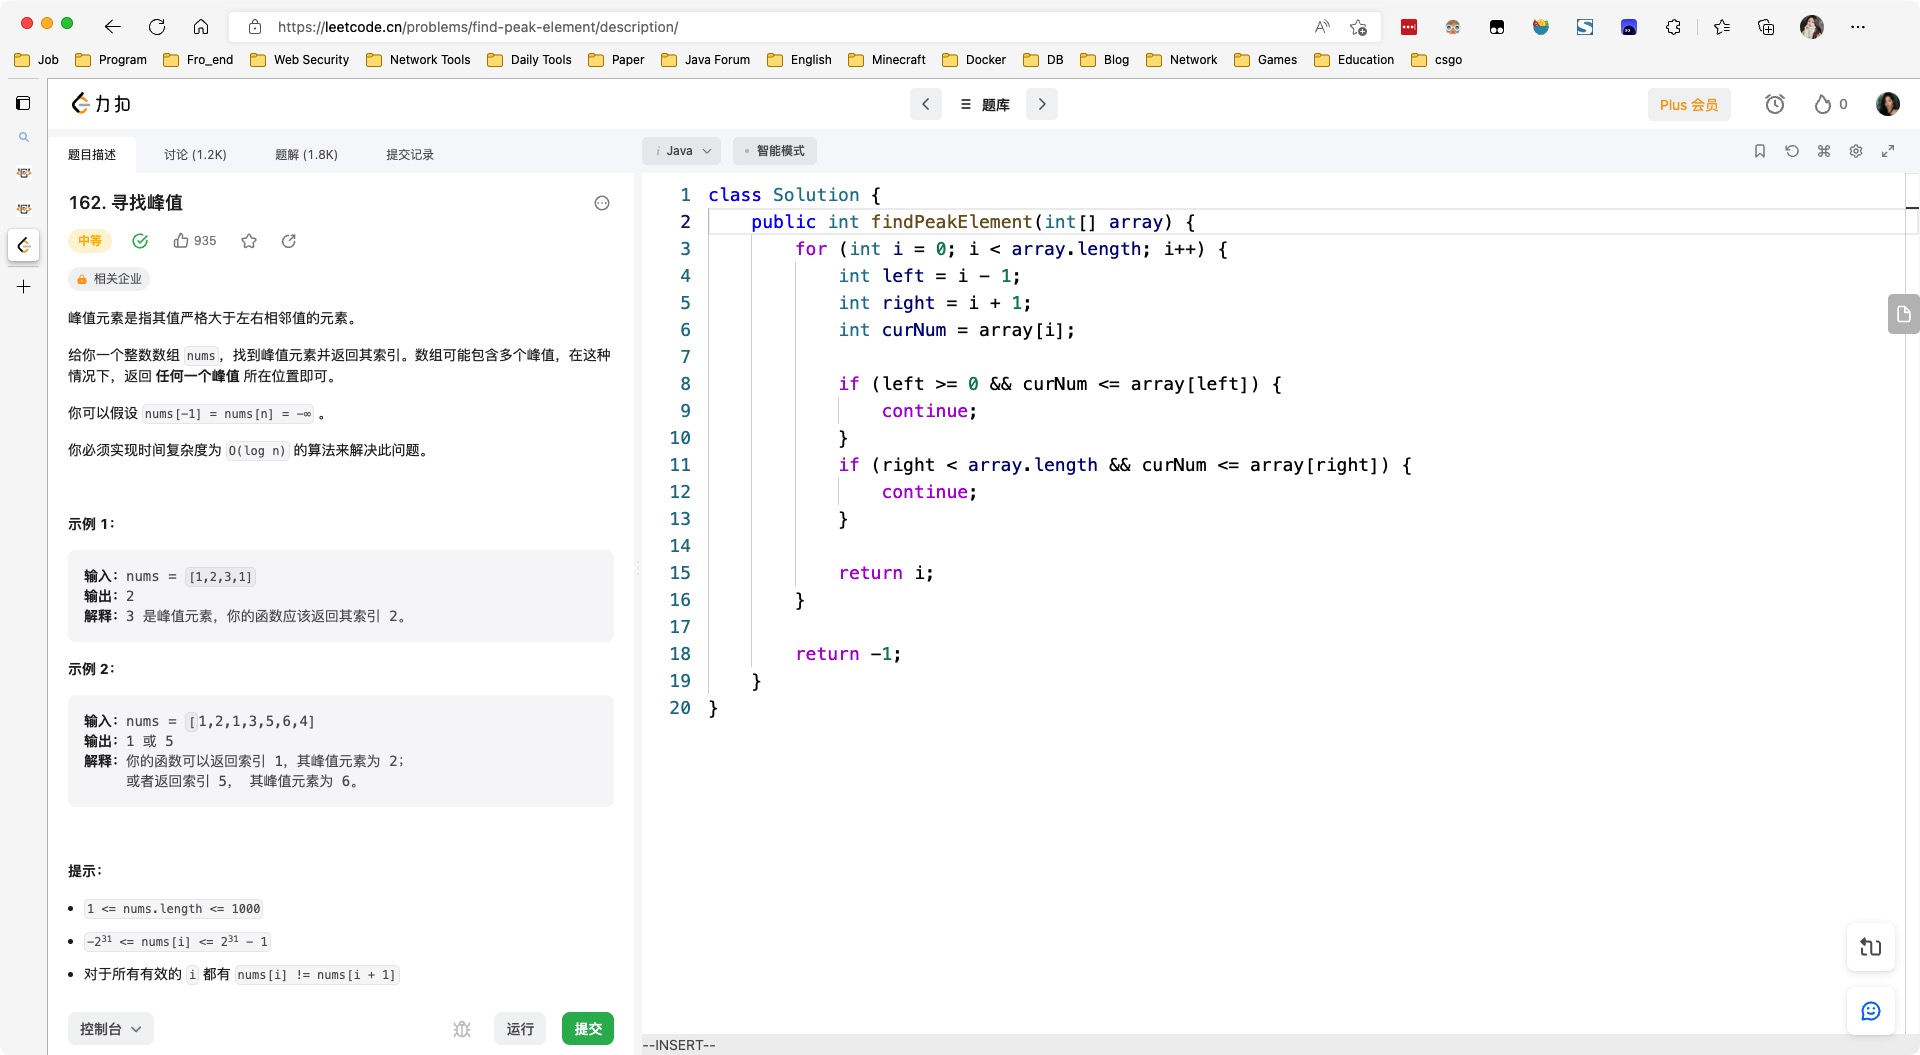 https://leetcode.cn/problems/find-peak-element/description/
Job Program Fro_end Web Security Network Tools Daily Tools Paper Java Forum English Minecraft Docker DB Blog Network Games Education csgo
力扣
题库
Plus 会员
0
题目描述 讨论 (1.2K) 题解 (1.8K) 提交记录
162. 寻找峰值
中等 935
相关企业
峰值元素是指其值严格大于左右相邻值的元素。
给你一个整数数组 nums，找到峰值元素并返回其索引。数组可能包含多个峰值，在这种
情况下，返回 任何一个峰值 所在位置即可。
你可以假设 nums[-1] = nums[n] = -∞ 。
你必须实现时间复杂度为 O(log n) 的算法来解决此问题。
示例 1：
输入：nums = [1,2,3,1]
输出：2
解释：3 是峰值元素，你的函数应该返回其索引 2。
示例 2：
输入：nums = [1,2,1,3,5,6,4]
输出：1 或 5
解释：你的函数可以返回索引 1，其峰值元素为 2；
或者返回索引 5， 其峰值元素为 6。
提示：
1 <= nums.length <= 1000
-2³¹ <= nums[i] <= 2³¹ - 1
对于所有有效的 i 都有 nums[i] != nums[i + 1]
控制台 运行 提交
i Java 智能模式
1 class Solution {
2 public int findPeakElement(int[] array) {
3 for (int i = 0; i < array.length; i++) {
4 int left = i - 1;
5 int right = i + 1;
6 int curNum = array[i];
7
8 if (left >= 0 && curNum <= array[left]) {
9 continue;
10 }
11 if (right < array.length && curNum <= array[right]) {
12 continue;
13 }
14
15 return i;
16 }
17
18 return -1;
19 }
20 }
--INSERT--